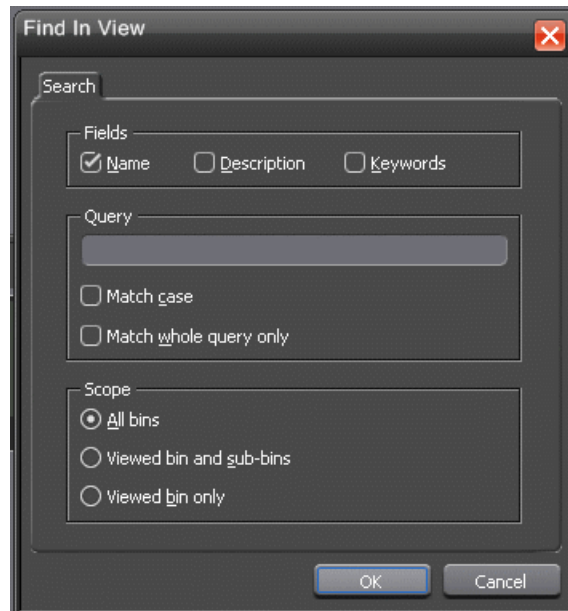 Find In View
Search
Fields
Name Description Keywords
Query
Match case
Match whole query only
Scope
All bins
Viewed bin and sub-bins
Viewed bin only
OK Cancel